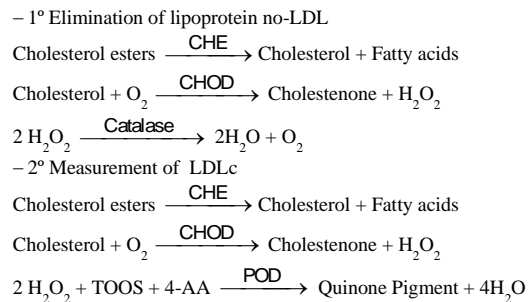 – 1º Elimination of lipoprotein no-LDL
Cholesterol esters —CHE→ Cholesterol + Fatty acids
Cholesterol + O₂ —CHOD→ Cholestenone + H₂O₂
2 H₂O₂ —Catalase→ 2H₂O + O₂
– 2º Measurement of LDLc
Cholesterol esters —CHE→ Cholesterol + Fatty acids
Cholesterol + O₂ —CHOD→ Cholestenone + H₂O₂
2 H₂O₂ + TOOS + 4-AA —POD→ Quinone Pigment + 4H₂O